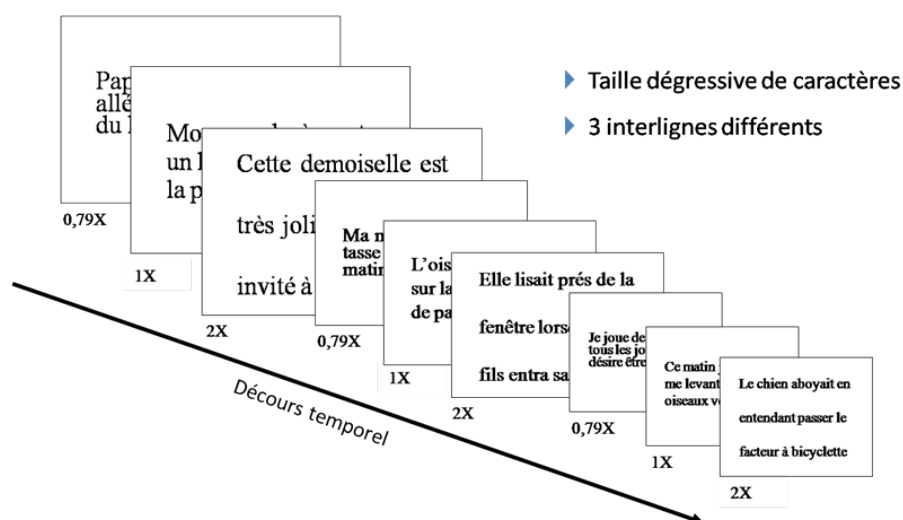 Taille dégressive de caractères
3 interlignes différents
Pap
allé
du l
0,79X
Mo
un l
la p
1X
Cette demoiselle est
très joli
invité à
2X
Ma m
tasse
matin
0,79X
L'ois
sur la
de pa
1X
Elle lisait prés de la
fenêtre lors
fils entra sa
2X
Je joue de
tous les jo
désire être
0,79X
Ce matin j
me levant
oiseaux v
1X
Le chien aboyait en
entendant passer le
facteur à bicyclette
2X
Décours temporel